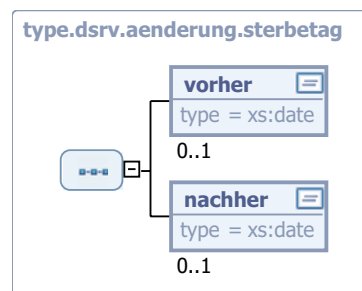 type.dsrv.aenderung.sterbetag
vorher
type = xs:date
0..1
nachher
type = xs:date
0..1